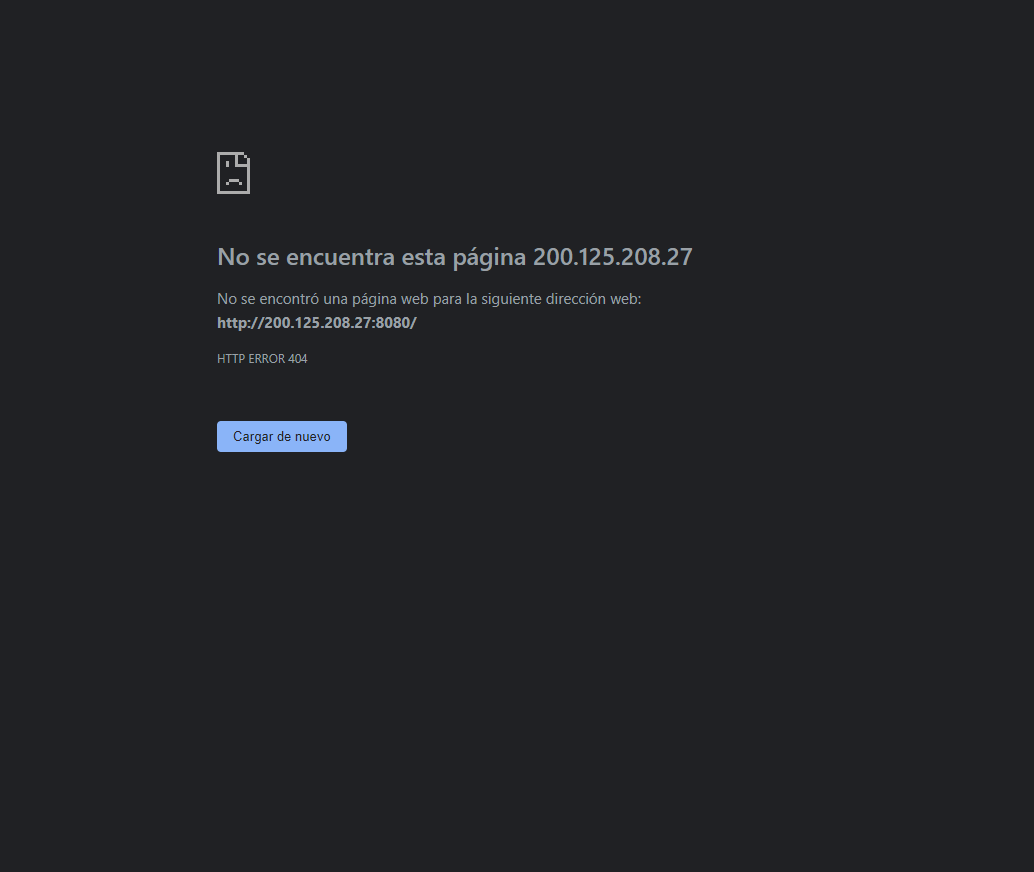 No se encuentra esta página 200.125.208.27
No se encontró una página web para la siguiente dirección web:
http://200.125.208.27:8080/
HTTP ERROR 404
Cargar de nuevo